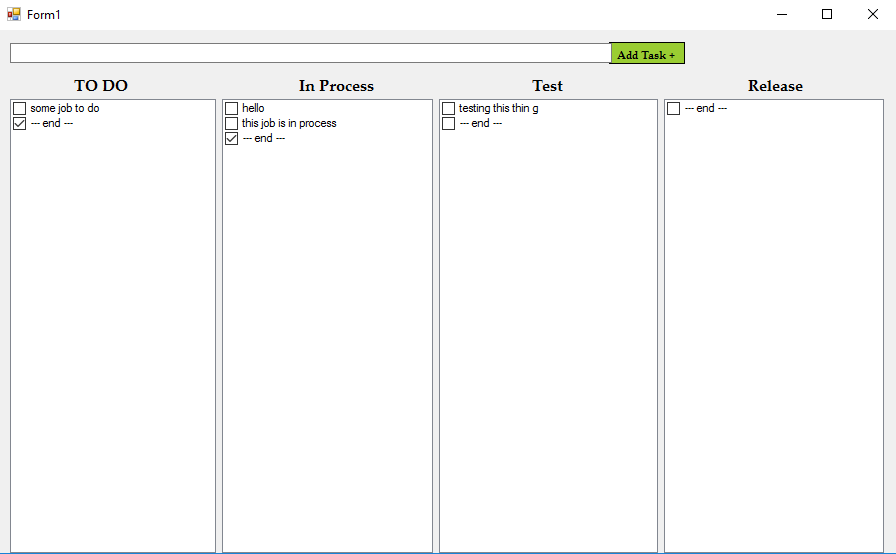 Form1
Add Task +
TO DO
some job to do
--- end ---
In Process
hello
this job is in process
--- end ---
Test
testing this thin g
--- end ---
Release
--- end ---